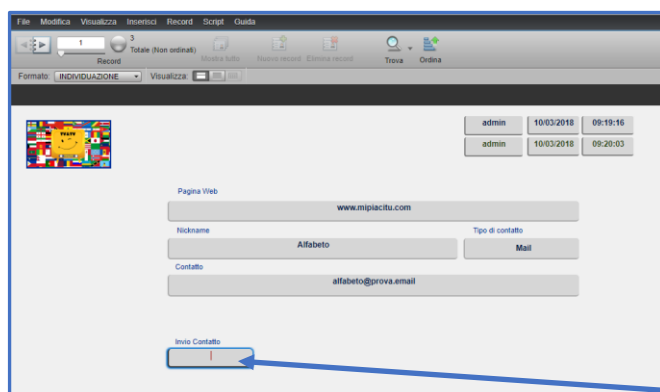 File Modifica Visualizza Inserisci Record Script Guida
1
3
Totale (Non ordinati)
Record
Mostra tutto
Nuovo record
Elimina record
Trova
Ordina
Formato: INDIVIDUAZIONE
Visualizza:
admin 10/03/2018 09:19:16
admin 10/03/2018 09:20:03
Pagina Web
www.mipiacitu.com
Nickname
Tipo di contatto
Alfabeto
Mail
Contatto
alfabeto@prova.email
Invio Contatto